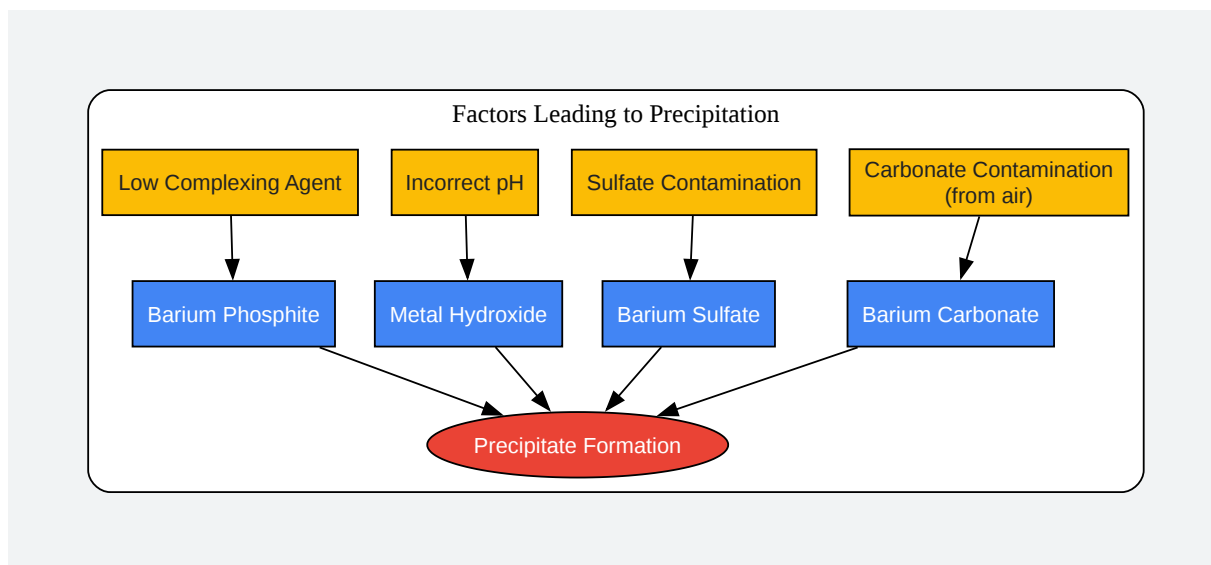 Factors Leading to Precipitation
Low Complexing Agent
Incorrect pH
Sulfate Contamination
Carbonate Contamination
(from air)
Barium Phosphite
Metal Hydroxide
Barium Sulfate
Barium Carbonate
Precipitate Formation